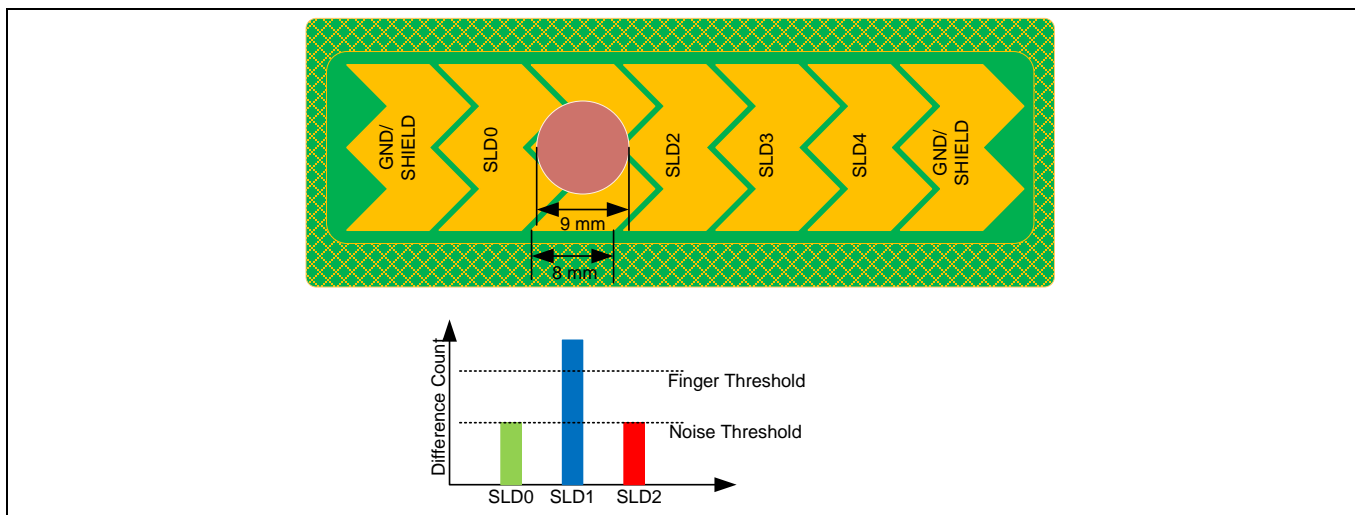 GND/
SHIELD
SLD0
SLD2
SLD3
SLD4
GND/
SHIELD
9 mm
8 mm
Difference Count
Finger Threshold
Noise Threshold
SLD0
SLD1
SLD2